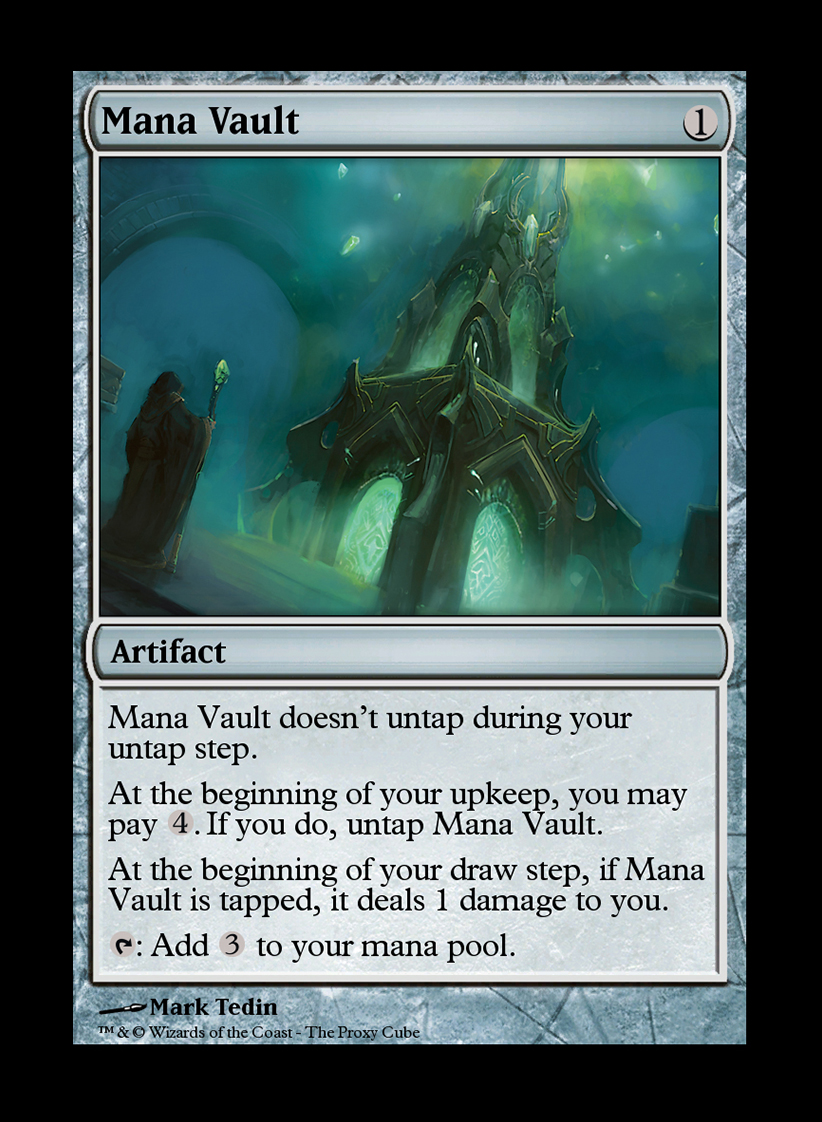 Mana Vault 1
Artifact
Mana Vault doesn't untap during your
untap step.
At the beginning of your upkeep, you may
pay 4. If you do, untap Mana Vault.
At the beginning of your draw step, if Mana
Vault is tapped, it deals 1 damage to you.
: Add 3 to your mana pool.
Mark Tedin
™ & © Wizards of the Coast - The Proxy Cube